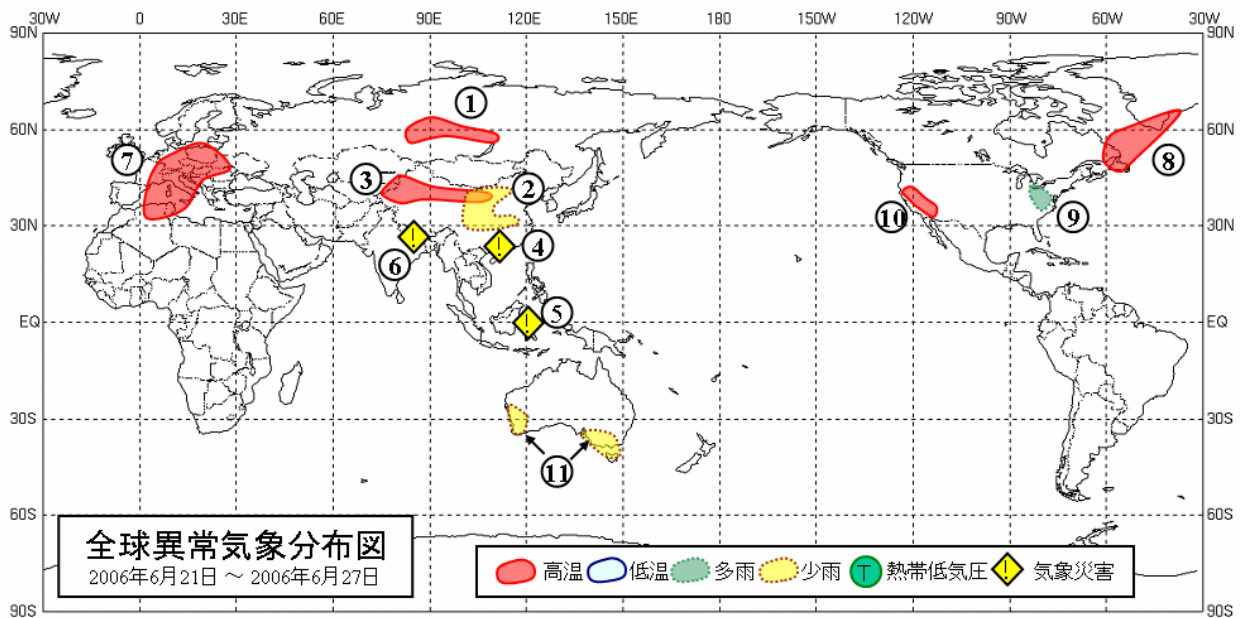 30W 0 30E 60E 90E 120E 150E 180 150W 120W 90W 60W 30W
90N 90N
①
60N 60N
⑦ ⑧
③ ②
⑩ ⑨
30N 30N
④
⑥
⑤
EQ EQ
30S 30S
⑪
60S 60S
全球異常気象分布図
2006年6月21日 ～ 2006年6月27日
高温 低温 多雨 少雨 T 熱帯低気圧 ! 気象災害
90S 90S